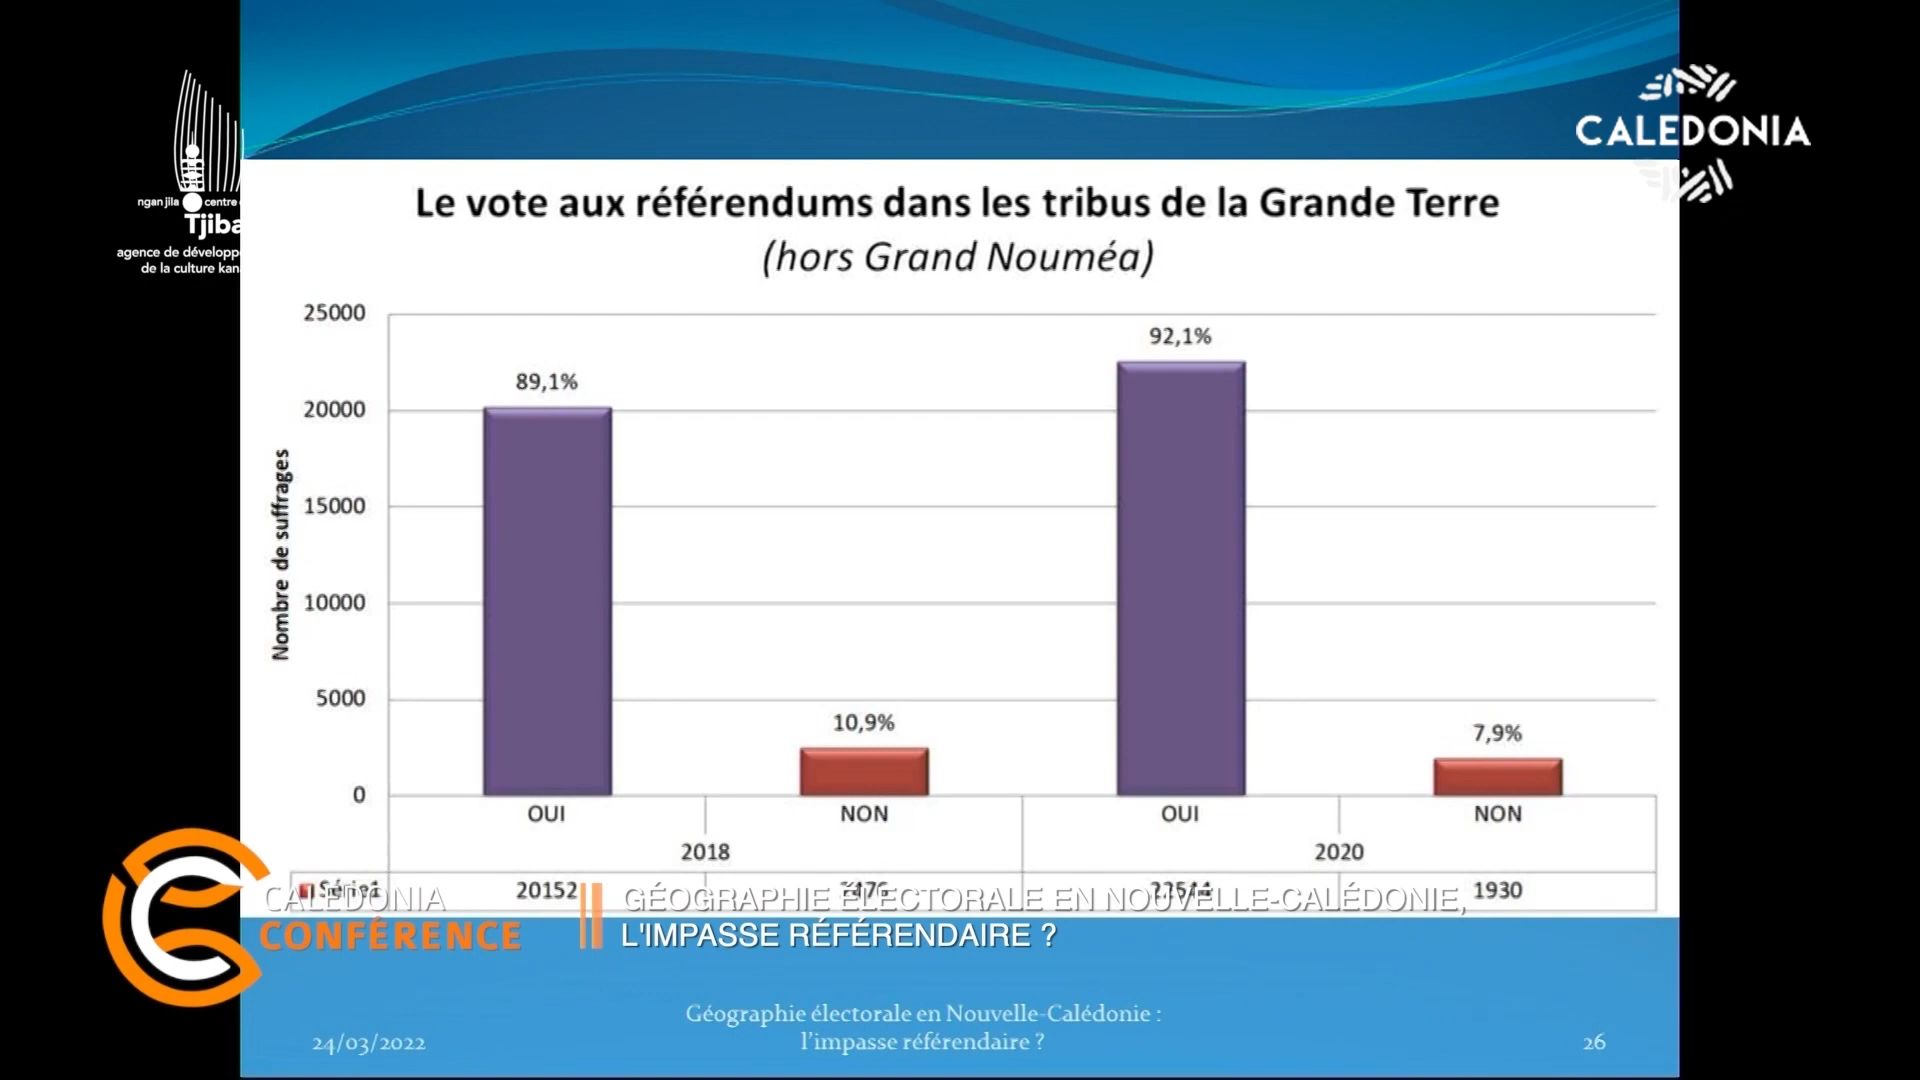 CALEDONIA
ngan jila centre
Tjiba
agence de développ
de la culture kan
Le vote aux référendums dans les tribus de la Grande Terre
(hors Grand Nouméa)
Nombre de suffrages
25000
20000
15000
10000
5000
0
89,1%
10,9%
92,1%
7,9%
OUI NON OUI NON
2018 2020
Série1 20152 1930
CALEDONIA
CONFÉRENCE
GÉOGRAPHIE ÉLECTORALE EN NOUVELLE-CALÉDONIE,
L'IMPASSE RÉFÉRENDAIRE ?
24/03/2022
Géographie électorale en Nouvelle-Calédonie :
l’impasse référendaire ?
26